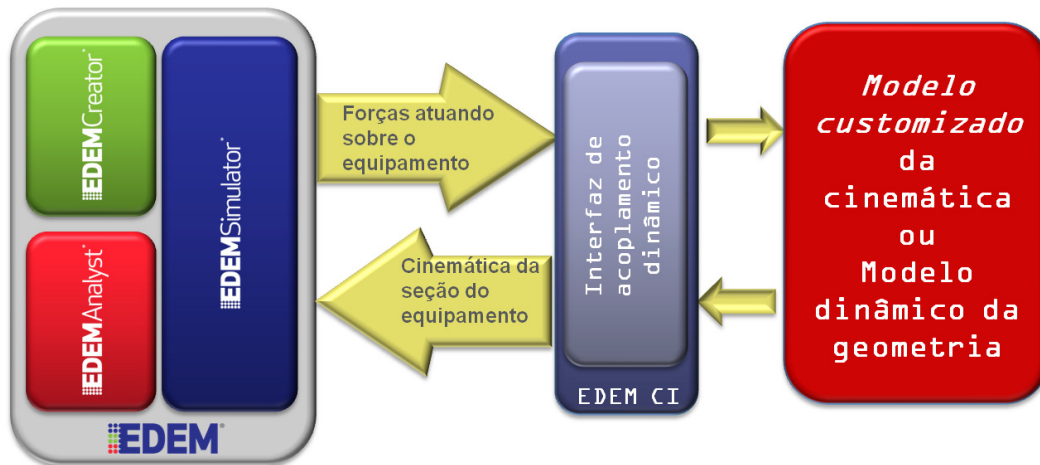 EDEMCreator
EDEMAnalyst
EDEMSimulator
EDEM
Forças atuando
sobre o
equipamento
Cinemática da
seção do
equipamento
Interfaz de
acoplamento
dinâmico
EDEM CI
Modelo
customizado
da
cinemática
ou
Modelo
dinâmico da
geometria